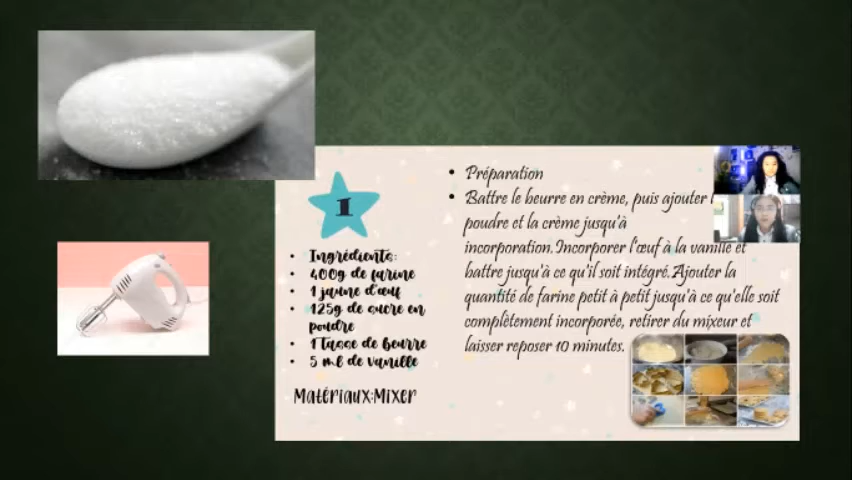 1
• Ingrédients:
• 400g de farine
• 1 jaune d'œuf
• 125g de sucre en
poudre
• 1 Tasse de beurre
• 5 ml de vanille
Matériaux:Mixer
• Préparation
• Battre le beurre en crème, puis ajouter
poudre et la crème jusqu'à
incorporation.Incorporer l'œuf à la vanille et
battre jusqu'à ce qu'il soit intégré.Ajouter la
quantité de farine petit à petit jusqu'à ce qu'elle soit
complètement incorporée, retirer du mixeur et
laisser reposer 10 minutes.